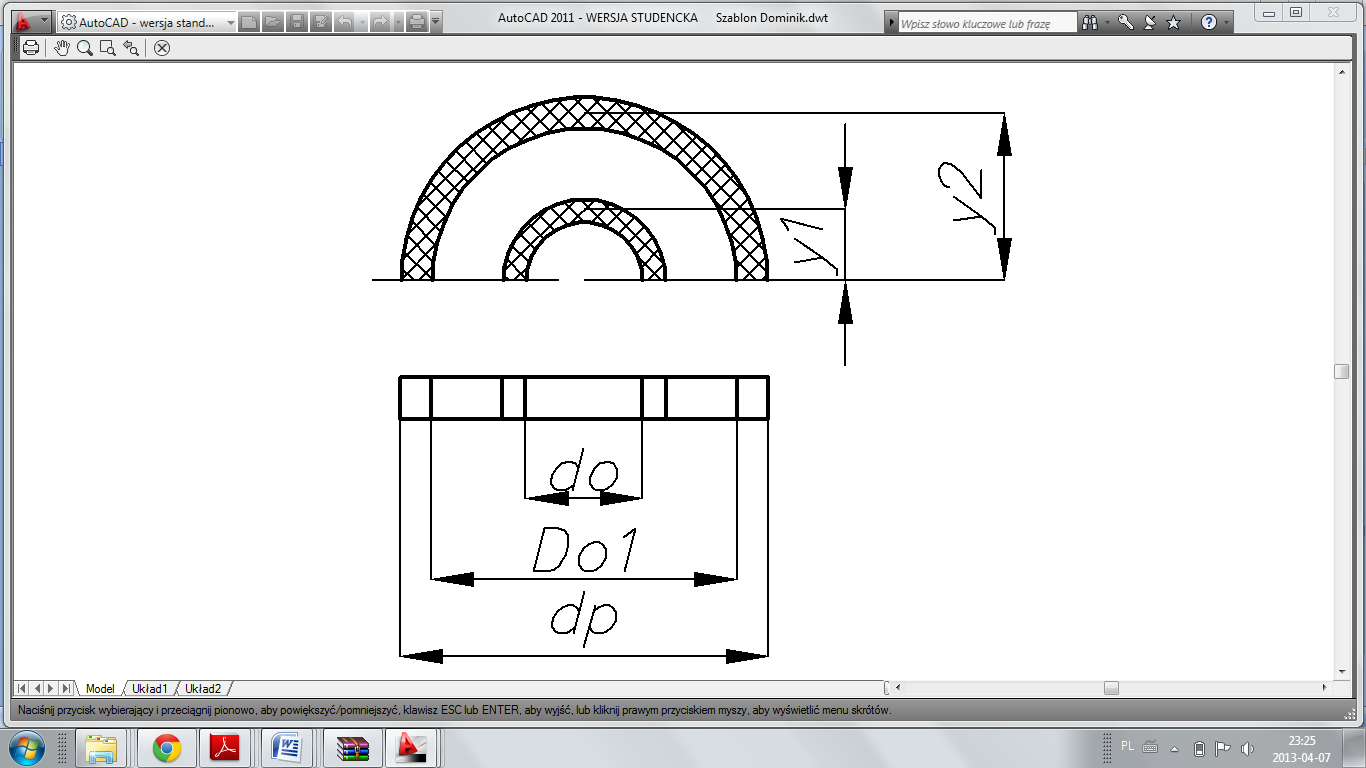 AutoCAD - wersja stand...
AutoCAD 2011 - WERSJA STUDENCKA Szablon Dominik.dwt
Wpisz słowo kluczowe lub frazę
y2
y1
do
Do1
dp
Model Układ1 Układ2
Naciśnij przycisk wybierający i przeciągnij pionowo, aby powiększyć/pomniejszyć, klawisz ESC lub ENTER, aby wyjść, lub kliknij prawym przyciskiem myszy, aby wyświetlić menu skrótów.
PL
23:25
2013-04-07